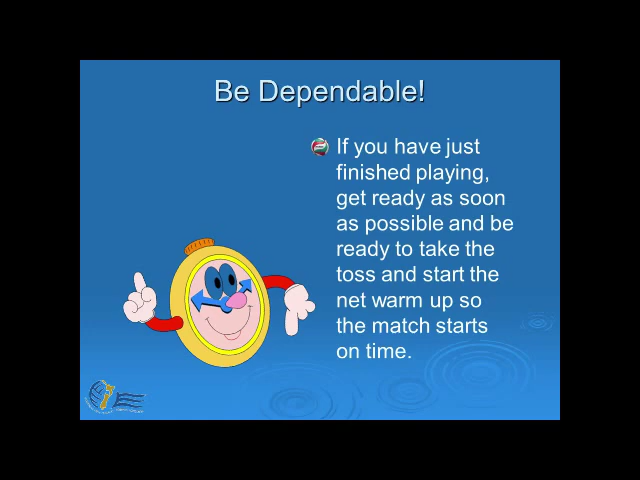 Be Dependable!
If you have just
finished playing,
get ready as soon
as possible and be
ready to take the
toss and start the
net warm up so
the match starts
on time.